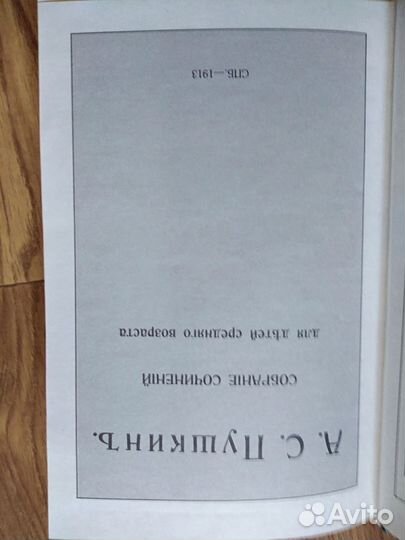 А. С. Пушкинъ.
СОБРАНІЕ СОЧИНЕНІЙ
для дѣтей средняго возраста
СПБ.—1913
Avito